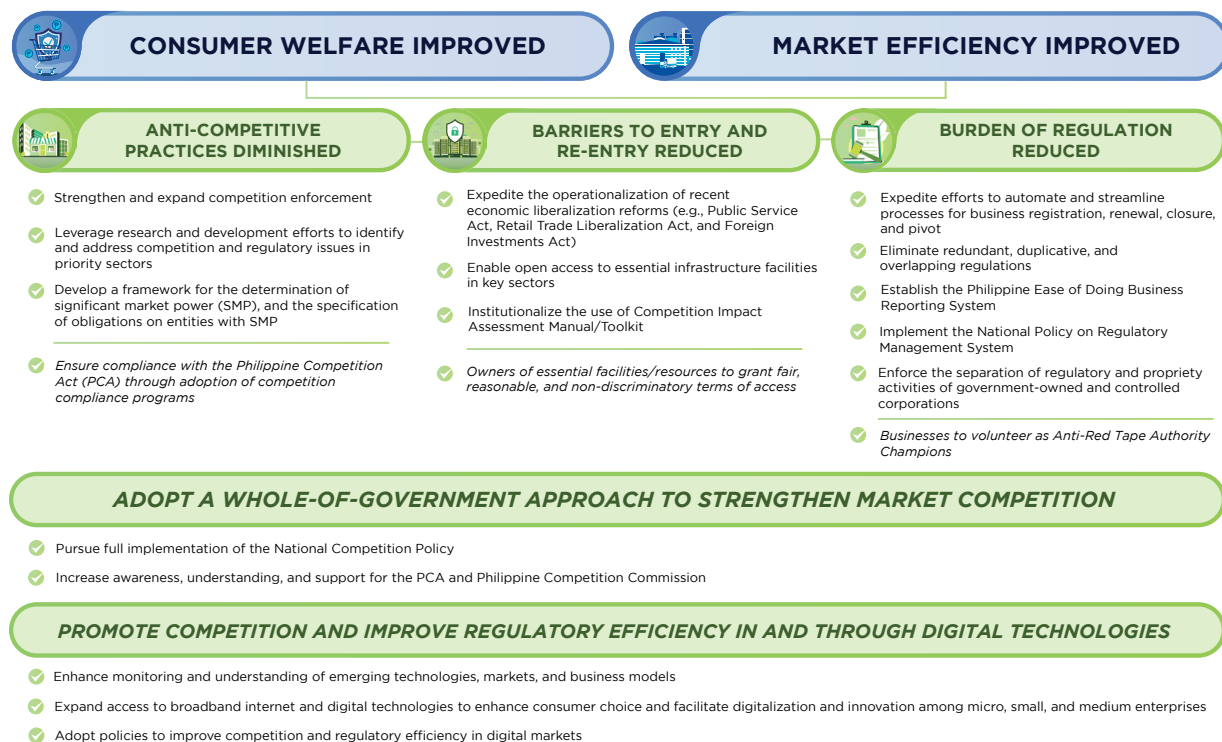 CONSUMER WELFARE IMPROVED
MARKET EFFICIENCY IMPROVED
ANTI-COMPETITIVE
PRACTICES DIMINISHED
Strengthen and expand competition enforcement
Leverage research and development efforts to identify
and address competition and regulatory issues in
priority sectors
Develop a framework for the determination of
significant market power (SMP), and the specification
of obligations on entities with SMP
Ensure compliance with the Philippine Competition
Act (PCA) through adoption of competition
compliance programs
BARRIERS TO ENTRY AND
RE-ENTRY REDUCED
Expedite the operationalization of recent
economic liberalization reforms (e.g., Public Service
Act, Retail Trade Liberalization Act, and Foreign
Investments Act)
Enable open access to essential infrastructure facilities
in key sectors
Institutionalize the use of Competition Impact
Assessment Manual/Toolkit
Owners of essential facilities/resources to grant fair,
reasonable, and non-discriminatory terms of access
BURDEN OF REGULATION
REDUCED
Expedite efforts to automate and streamline
processes for business registration, renewal, closure,
and pivot
Eliminate redundant, duplicative, and
overlapping regulations
Establish the Philippine Ease of Doing Business
Reporting System
Implement the National Policy on Regulatory
Management System
Enforce the separation of regulatory and propriety
activities of government-owned and controlled
corporations
Businesses to volunteer as Anti-Red Tape Authority
Champions
ADOPT A WHOLE-OF-GOVERNMENT APPROACH TO STRENGTHEN MARKET COMPETITION
Pursue full implementation of the National Competition Policy
Increase awareness, understanding, and support for the PCA and Philippine Competition Commission
PROMOTE COMPETITION AND IMPROVE REGULATORY EFFICIENCY IN AND THROUGH DIGITAL TECHNOLOGIES
Enhance monitoring and understanding of emerging technologies, markets, and business models
Expand access to broadband internet and digital technologies to enhance consumer choice and facilitate digitalization and innovation among micro, small, and medium enterprises
Adopt policies to improve competition and regulatory efficiency in digital markets